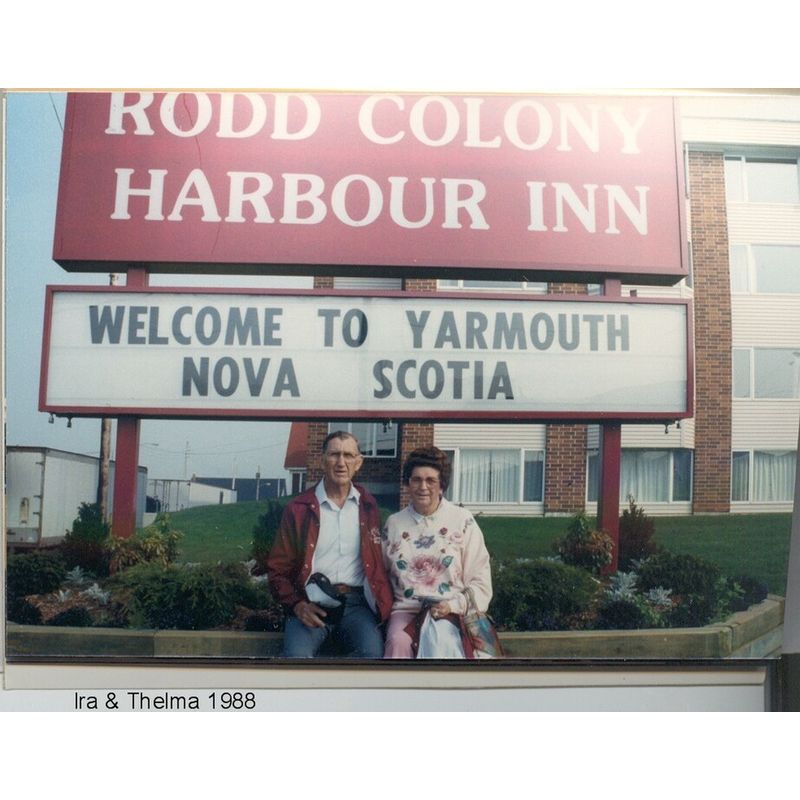 RODD COLONY
HARBOUR INN
WELCOME TO YARMOUTH
NOVA SCOTIA
Ira & Thelma 1988